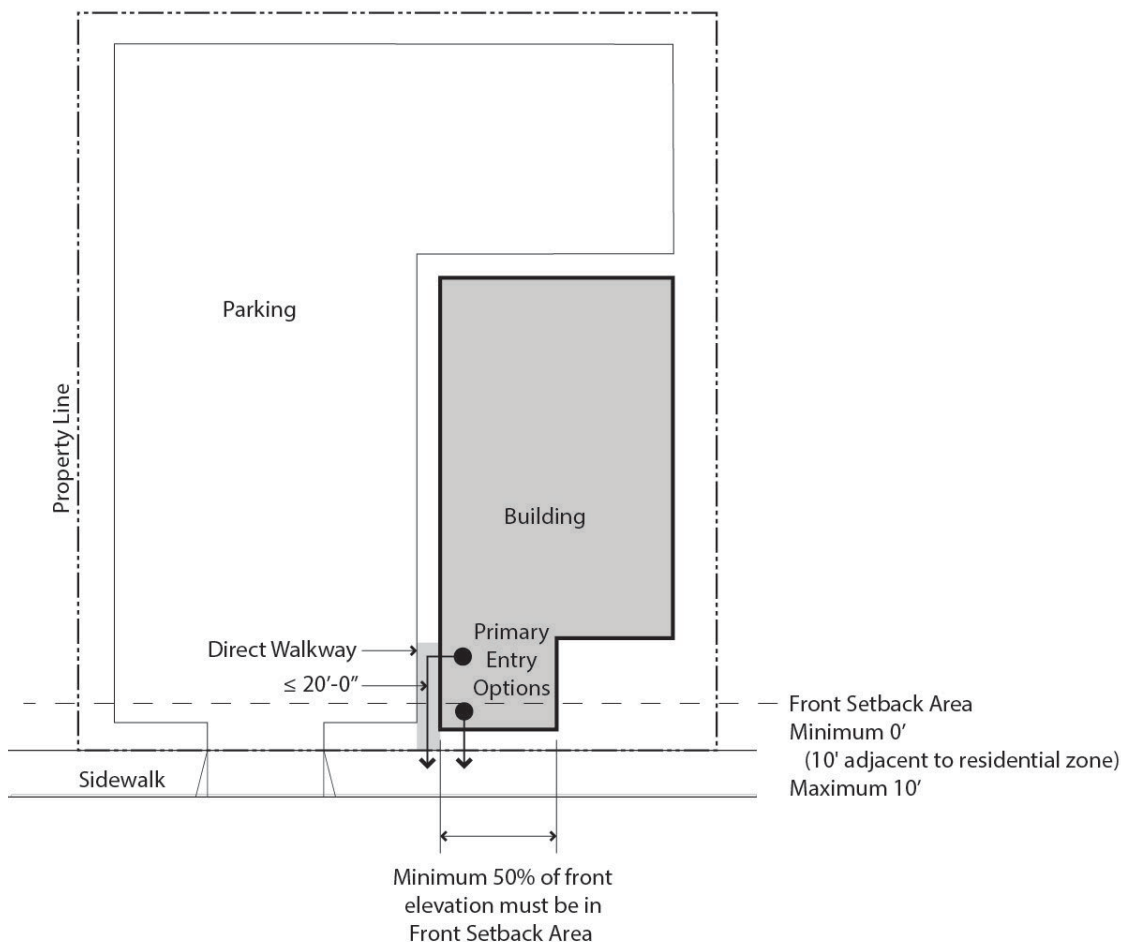 Parking
Property Line
Building
Primary
Entry
Options
Direct Walkway
≤ 20’-0”
Front Setback Area
Minimum 0’
(10' adjacent to residential zone)
Maximum 10’
Sidewalk
Minimum 50% of front
elevation must be in
Front Setback Area